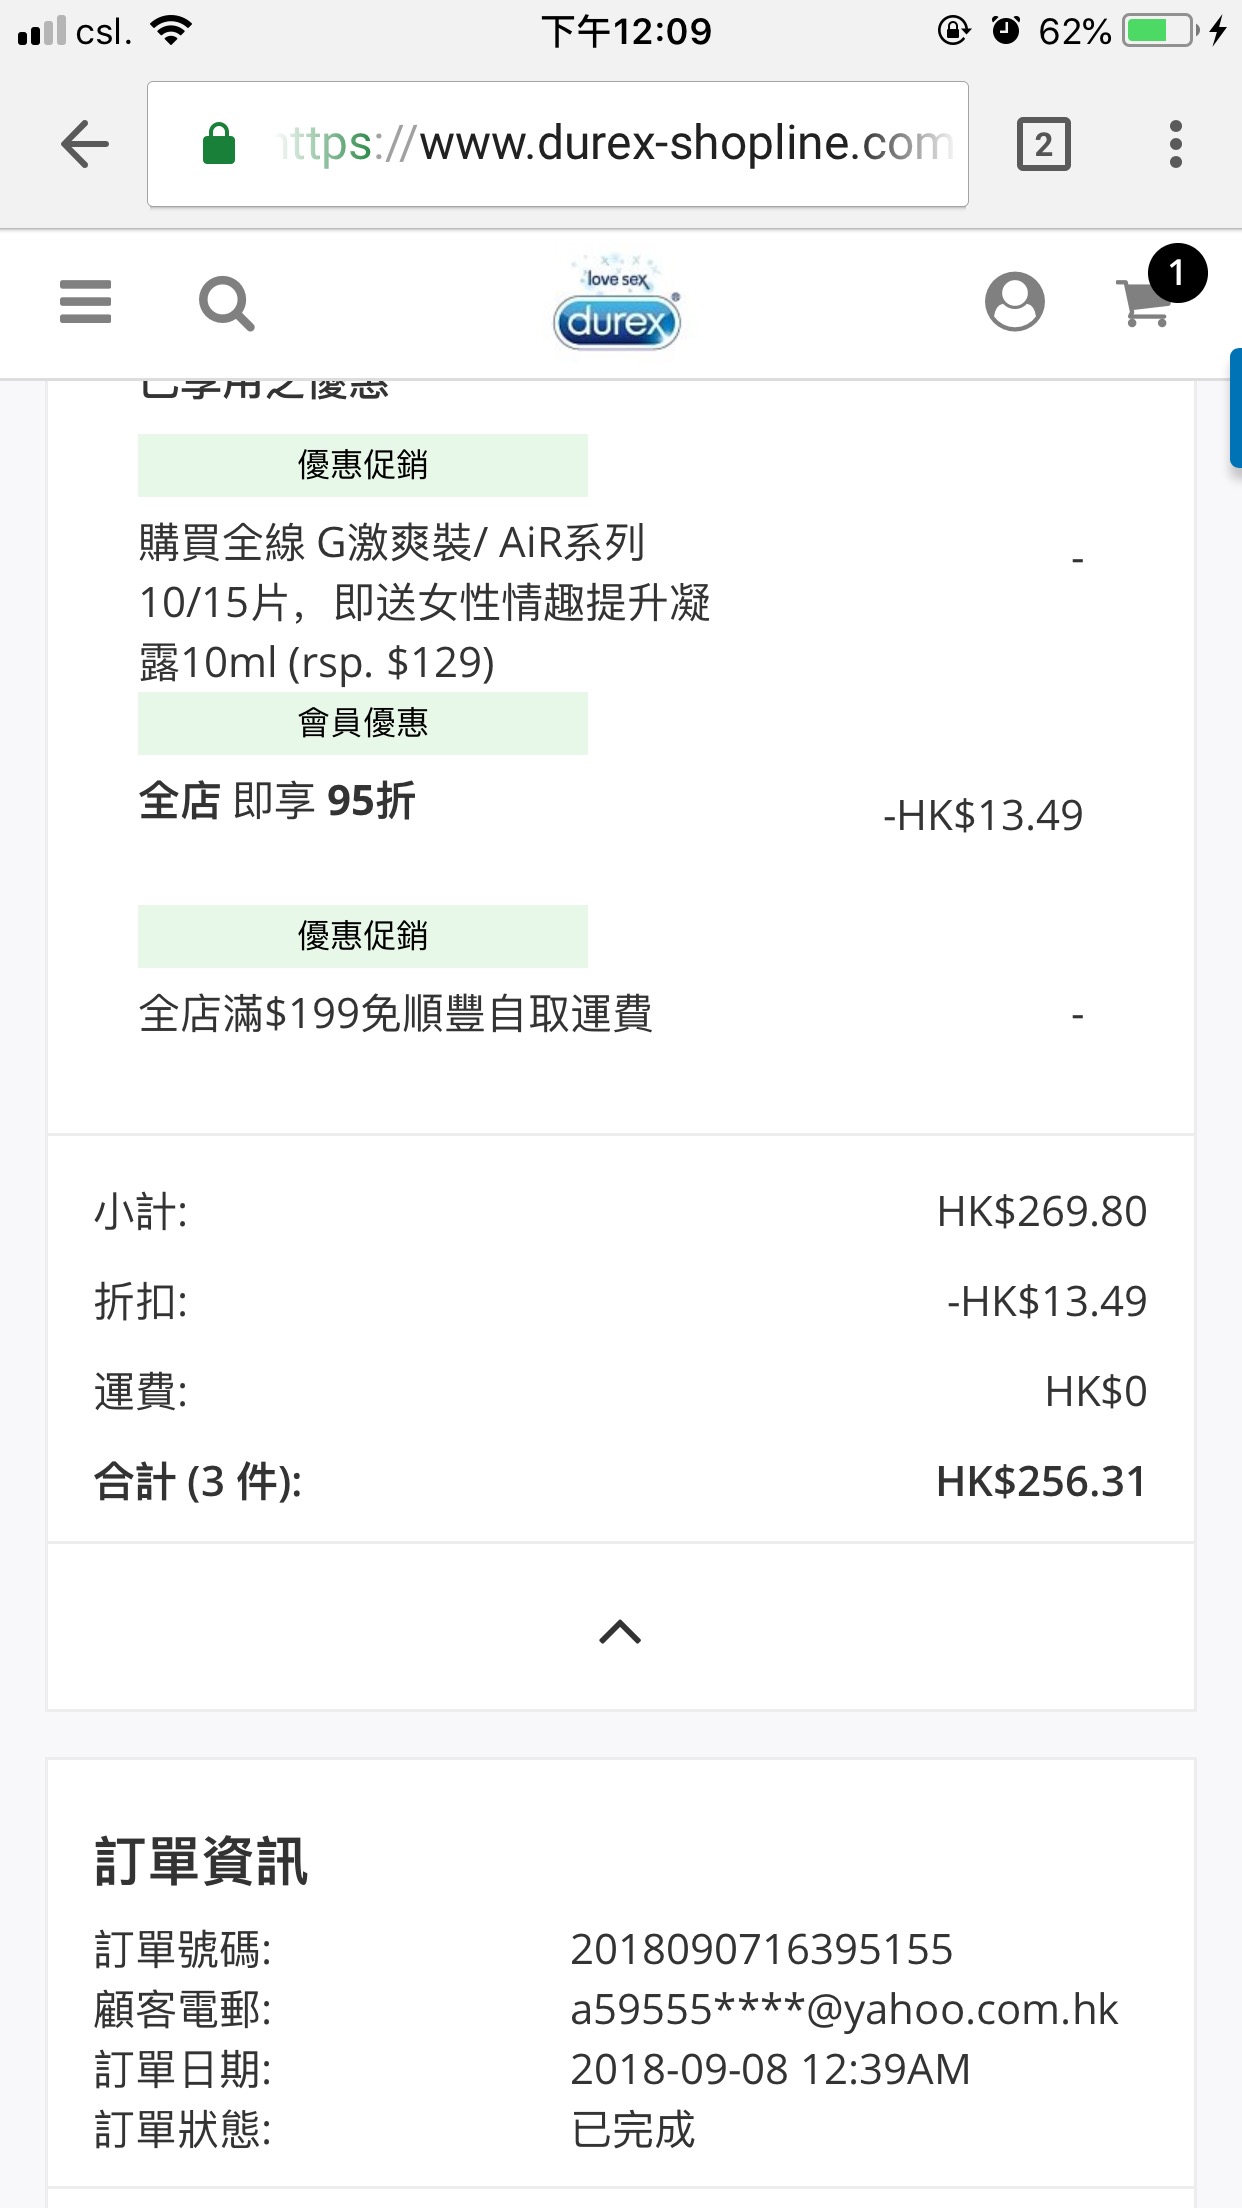 csl.
下午12:09
62%
https://www.durex-shopline.com
2
love sex
durex
1
已享用之優惠
優惠促銷
購買全線 G激爽裝/ AiR系列
10/15片，即送女性情趣提升凝
露10ml (rsp. $129)
-
會員優惠
全店 即享 95折
-HK$13.49
優惠促銷
全店滿$199免順豐自取運費
-
小計: HK$269.80
折扣: -HK$13.49
運費: HK$0
合計 (3 件): HK$256.31
訂單資訊
訂單號碼: 2018090716395155
顧客電郵: a59555****@yahoo.com.hk
訂單日期: 2018-09-08 12:39AM
訂單狀態: 已完成